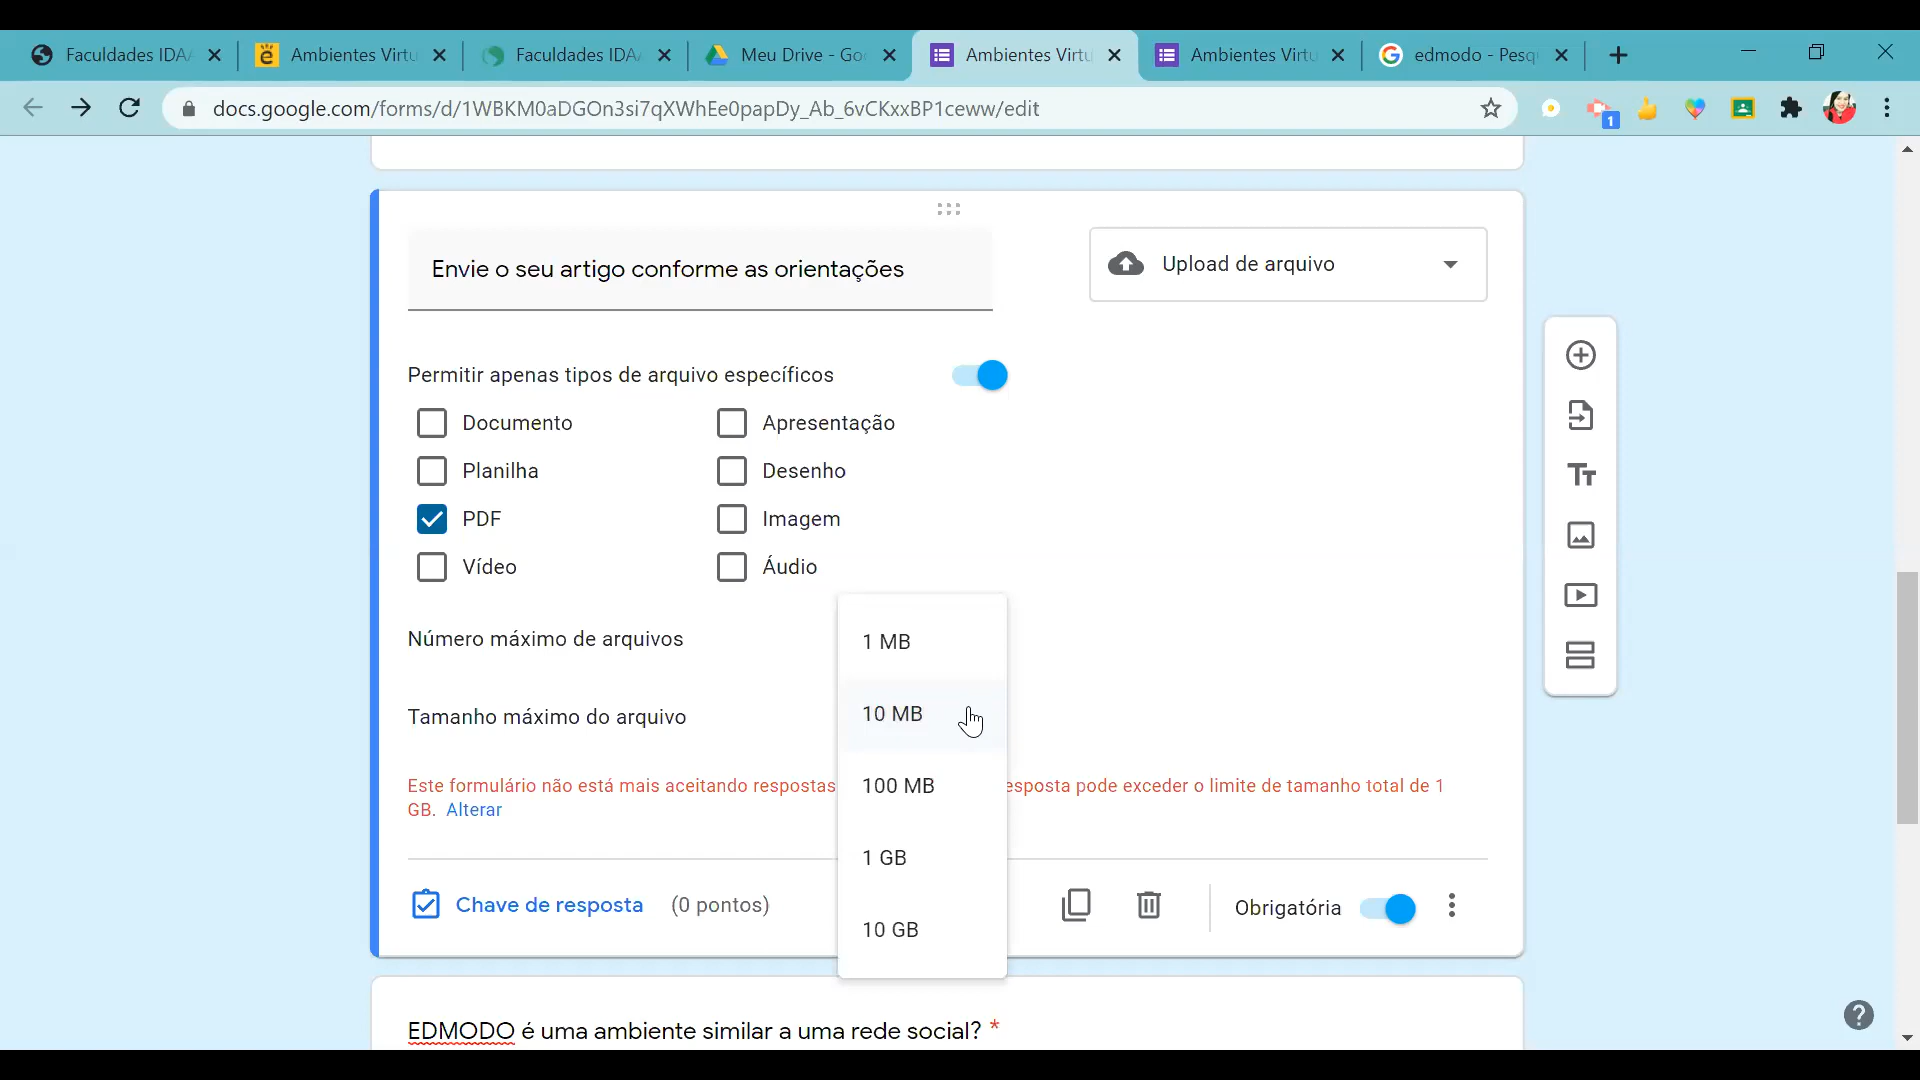 Faculdades IDA
Ambientes Virtu
Faculdades IDA
Meu Drive - Go
Ambientes Virtu
Ambientes Virtu
edmodo - Pesq
docs.google.com/forms/d/1WBKM0aDGOn3si7qXWhEe0papDy_Ab_6vCKxxBP1ceww/edit
1
Envie o seu artigo conforme as orientações
Upload de arquivo
Permitir apenas tipos de arquivo específicos
Documento
Apresentação
Planilha
Desenho
PDF
Imagem
Vídeo
Áudio
Número máximo de arquivos
1 MB
Tamanho máximo do arquivo
10 MB
Este formulário não está mais aceitando respostas
esposta pode exceder o limite de tamanho total de 1
100 MB
GB. Alterar
1 GB
Chave de resposta (0 pontos)
Obrigatória
10 GB
EDMODO é uma ambiente similar a uma rede social? *